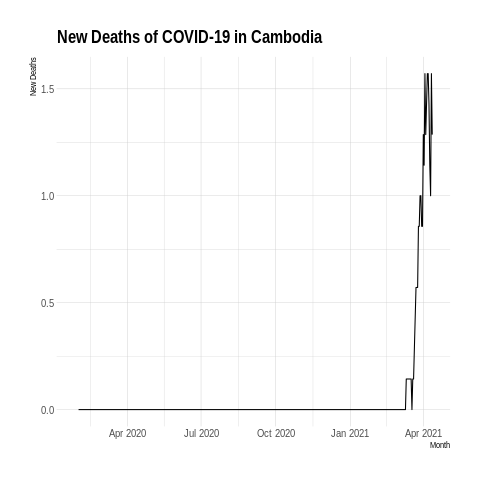 New Deaths of COVID-19 in Cambodia
New Deaths
1.5
1.0
0.5
0.0
Apr 2020 Jul 2020 Oct 2020 Jan 2021 Apr 2021
Month